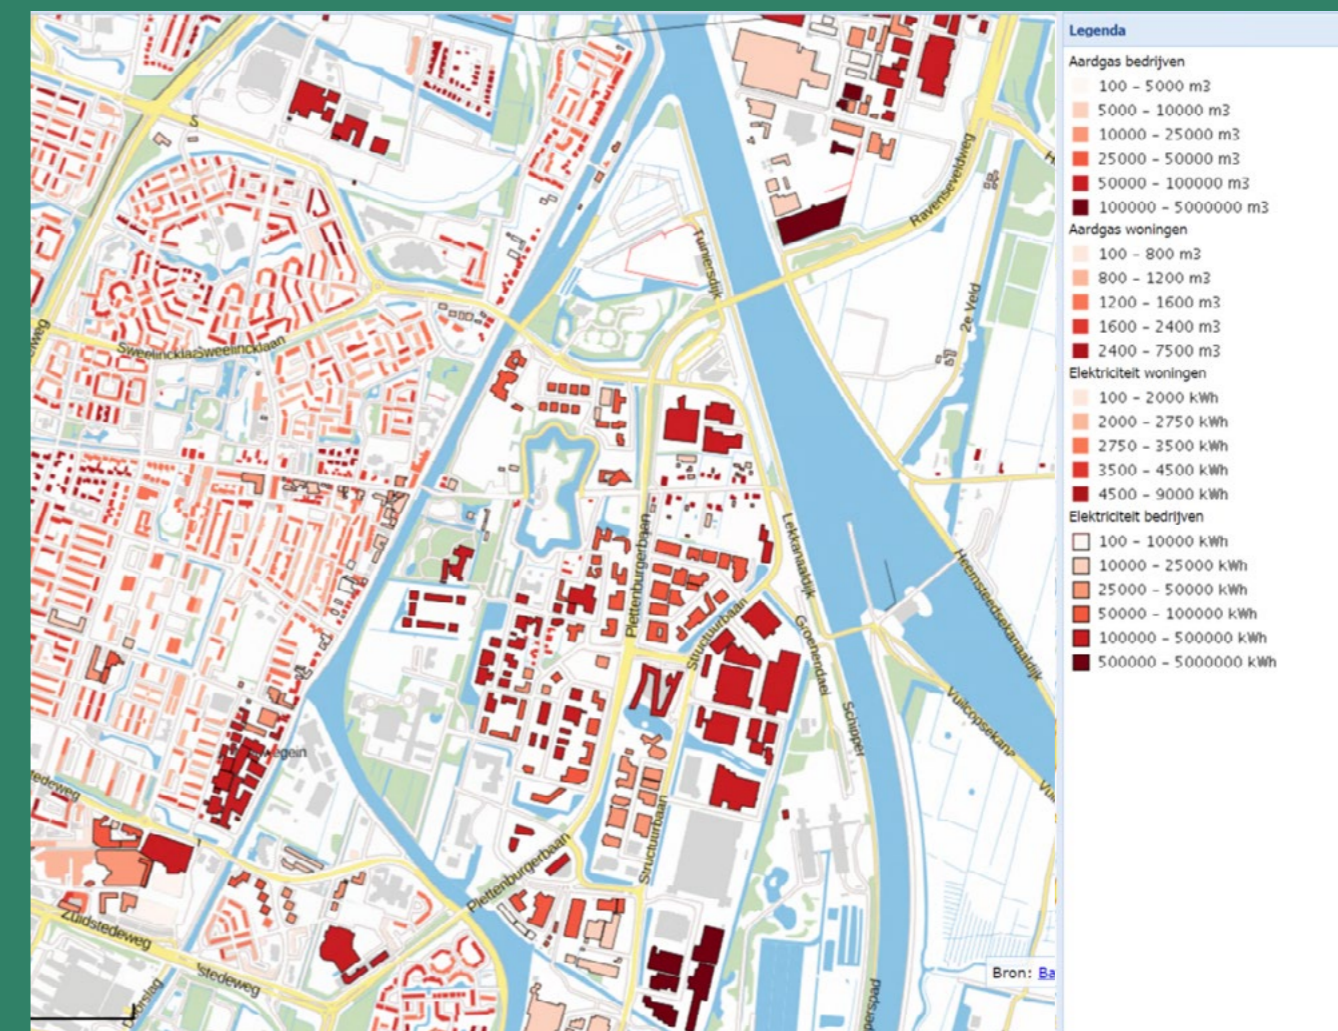 Legenda
Aardgas bedrijven
100 - 5000 m3
5000 - 10000 m3
10000 - 25000 m3
25000 - 50000 m3
50000 - 100000 m3
100000 - 5000000 m3
Aardgas woningen
100 - 800 m3
800 - 1200 m3
1200 - 1600 m3
1600 - 2400 m3
2400 - 7500 m3
Elektriciteit woningen
100 - 2000 kWh
2000 - 2750 kWh
2750 - 3500 kWh
3500 - 4500 kWh
4500 - 9000 kWh
Elektriciteit bedrijven
100 - 10000 kWh
10000 - 25000 kWh
25000 - 50000 kWh
50000 - 100000 kWh
100000 - 500000 kWh
500000 - 5000000 kWh
S
Ravenseveldweg
Tuiniersdijk
2e Veld
Sweelincklaan
Plettenburgerbaan
Lekkanaaldijk
Heemsteedsekanaaldijk
Structuurbaan
Groenendael
Schipper
Structuurbaan
Plettenburgerbaan
Zuidstedeweg
stedeweg
Bron: Ba